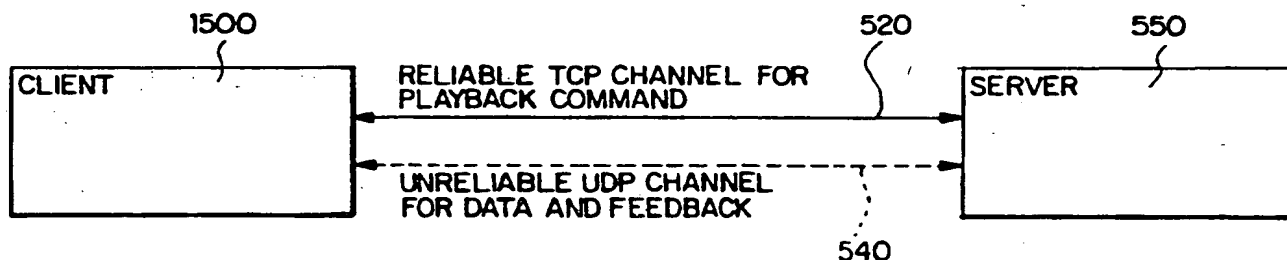 1500
520
550
CLIENT
RELIABLE TCP CHANNEL FOR
PLAYBACK COMMAND
SERVER
UNRELIABLE UDP CHANNEL
FOR DATA AND FEEDBACK
540